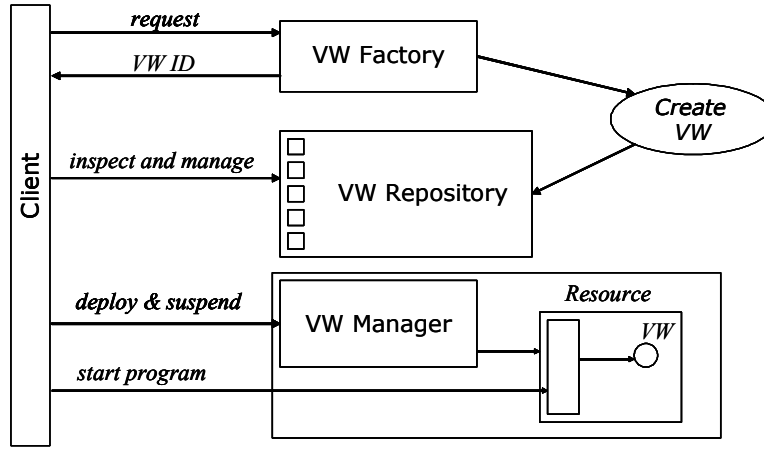 request
VW Factory
VW ID
Create
VW
Client
inspect and manage
VW Repository
deploy & suspend
VW Manager
Resource
VW
start program